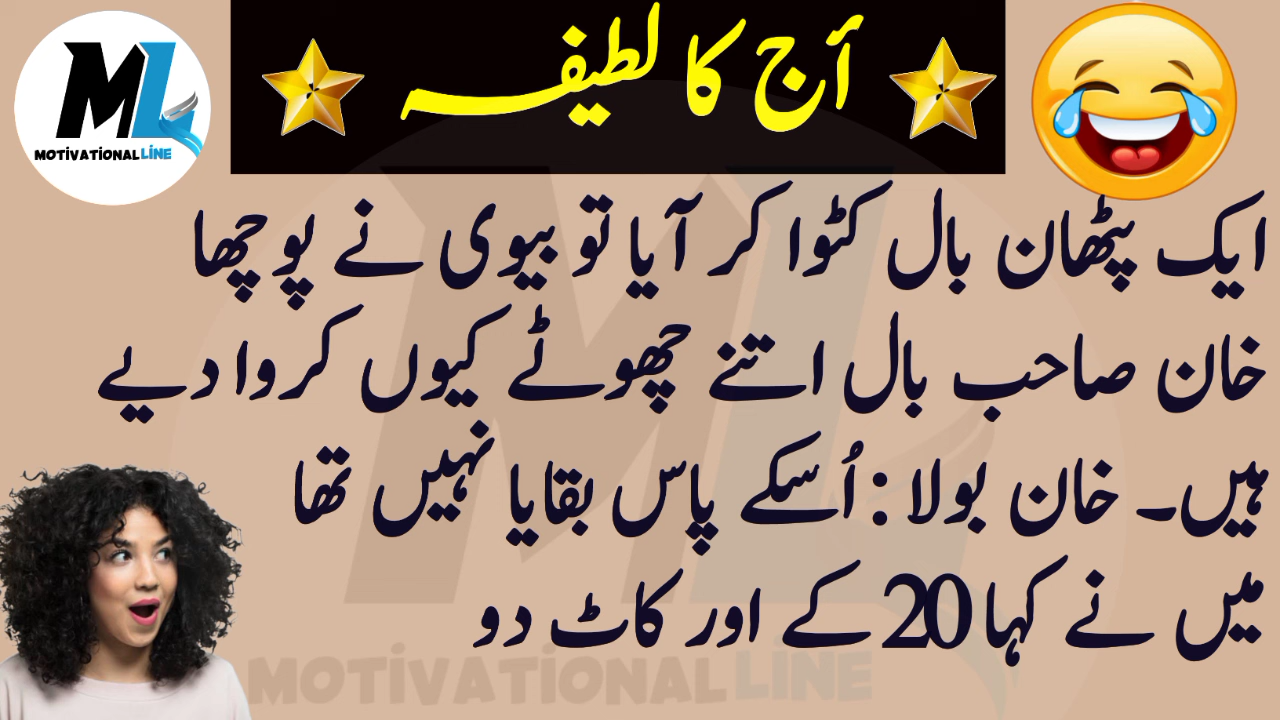 ML
MOTIVATIONAL LINE
أج کا لطیفہ
ایک پٹھان بال کٹوا کر آیا تو بیوی نے پوچھا
خان صاحب بال اتنے چھوٹے کیوں کروا دیے
ہیں۔ خان بولا: اُسکے پاس بقایا نہیں تھا
میں نے کہا 20 کے اور کاٹ دو
MOTIVATIONAL LINE